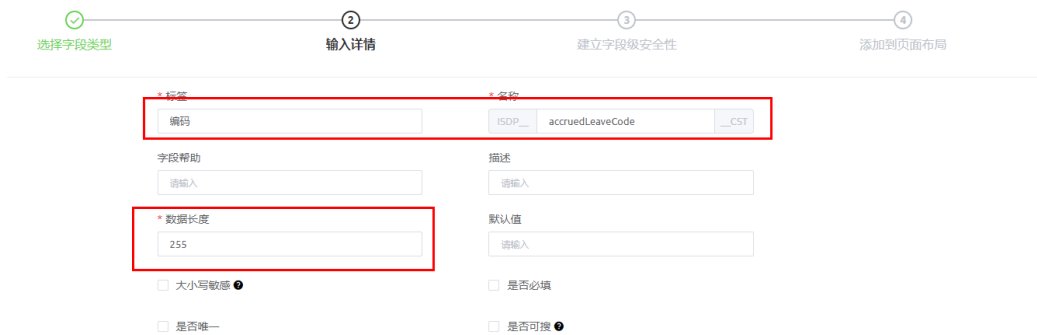 2 3 4
选择字段类型 输入详情 建立字段级安全性 添加到页面布局
* 标签 * 名称
编码 ISDP__ accruedLeaveCode __CST
字段帮助 描述
请输入 请输入
* 数据长度 默认值
255 请输入
大小写敏感 ? 是否必填
是否唯一 是否可搜 ?